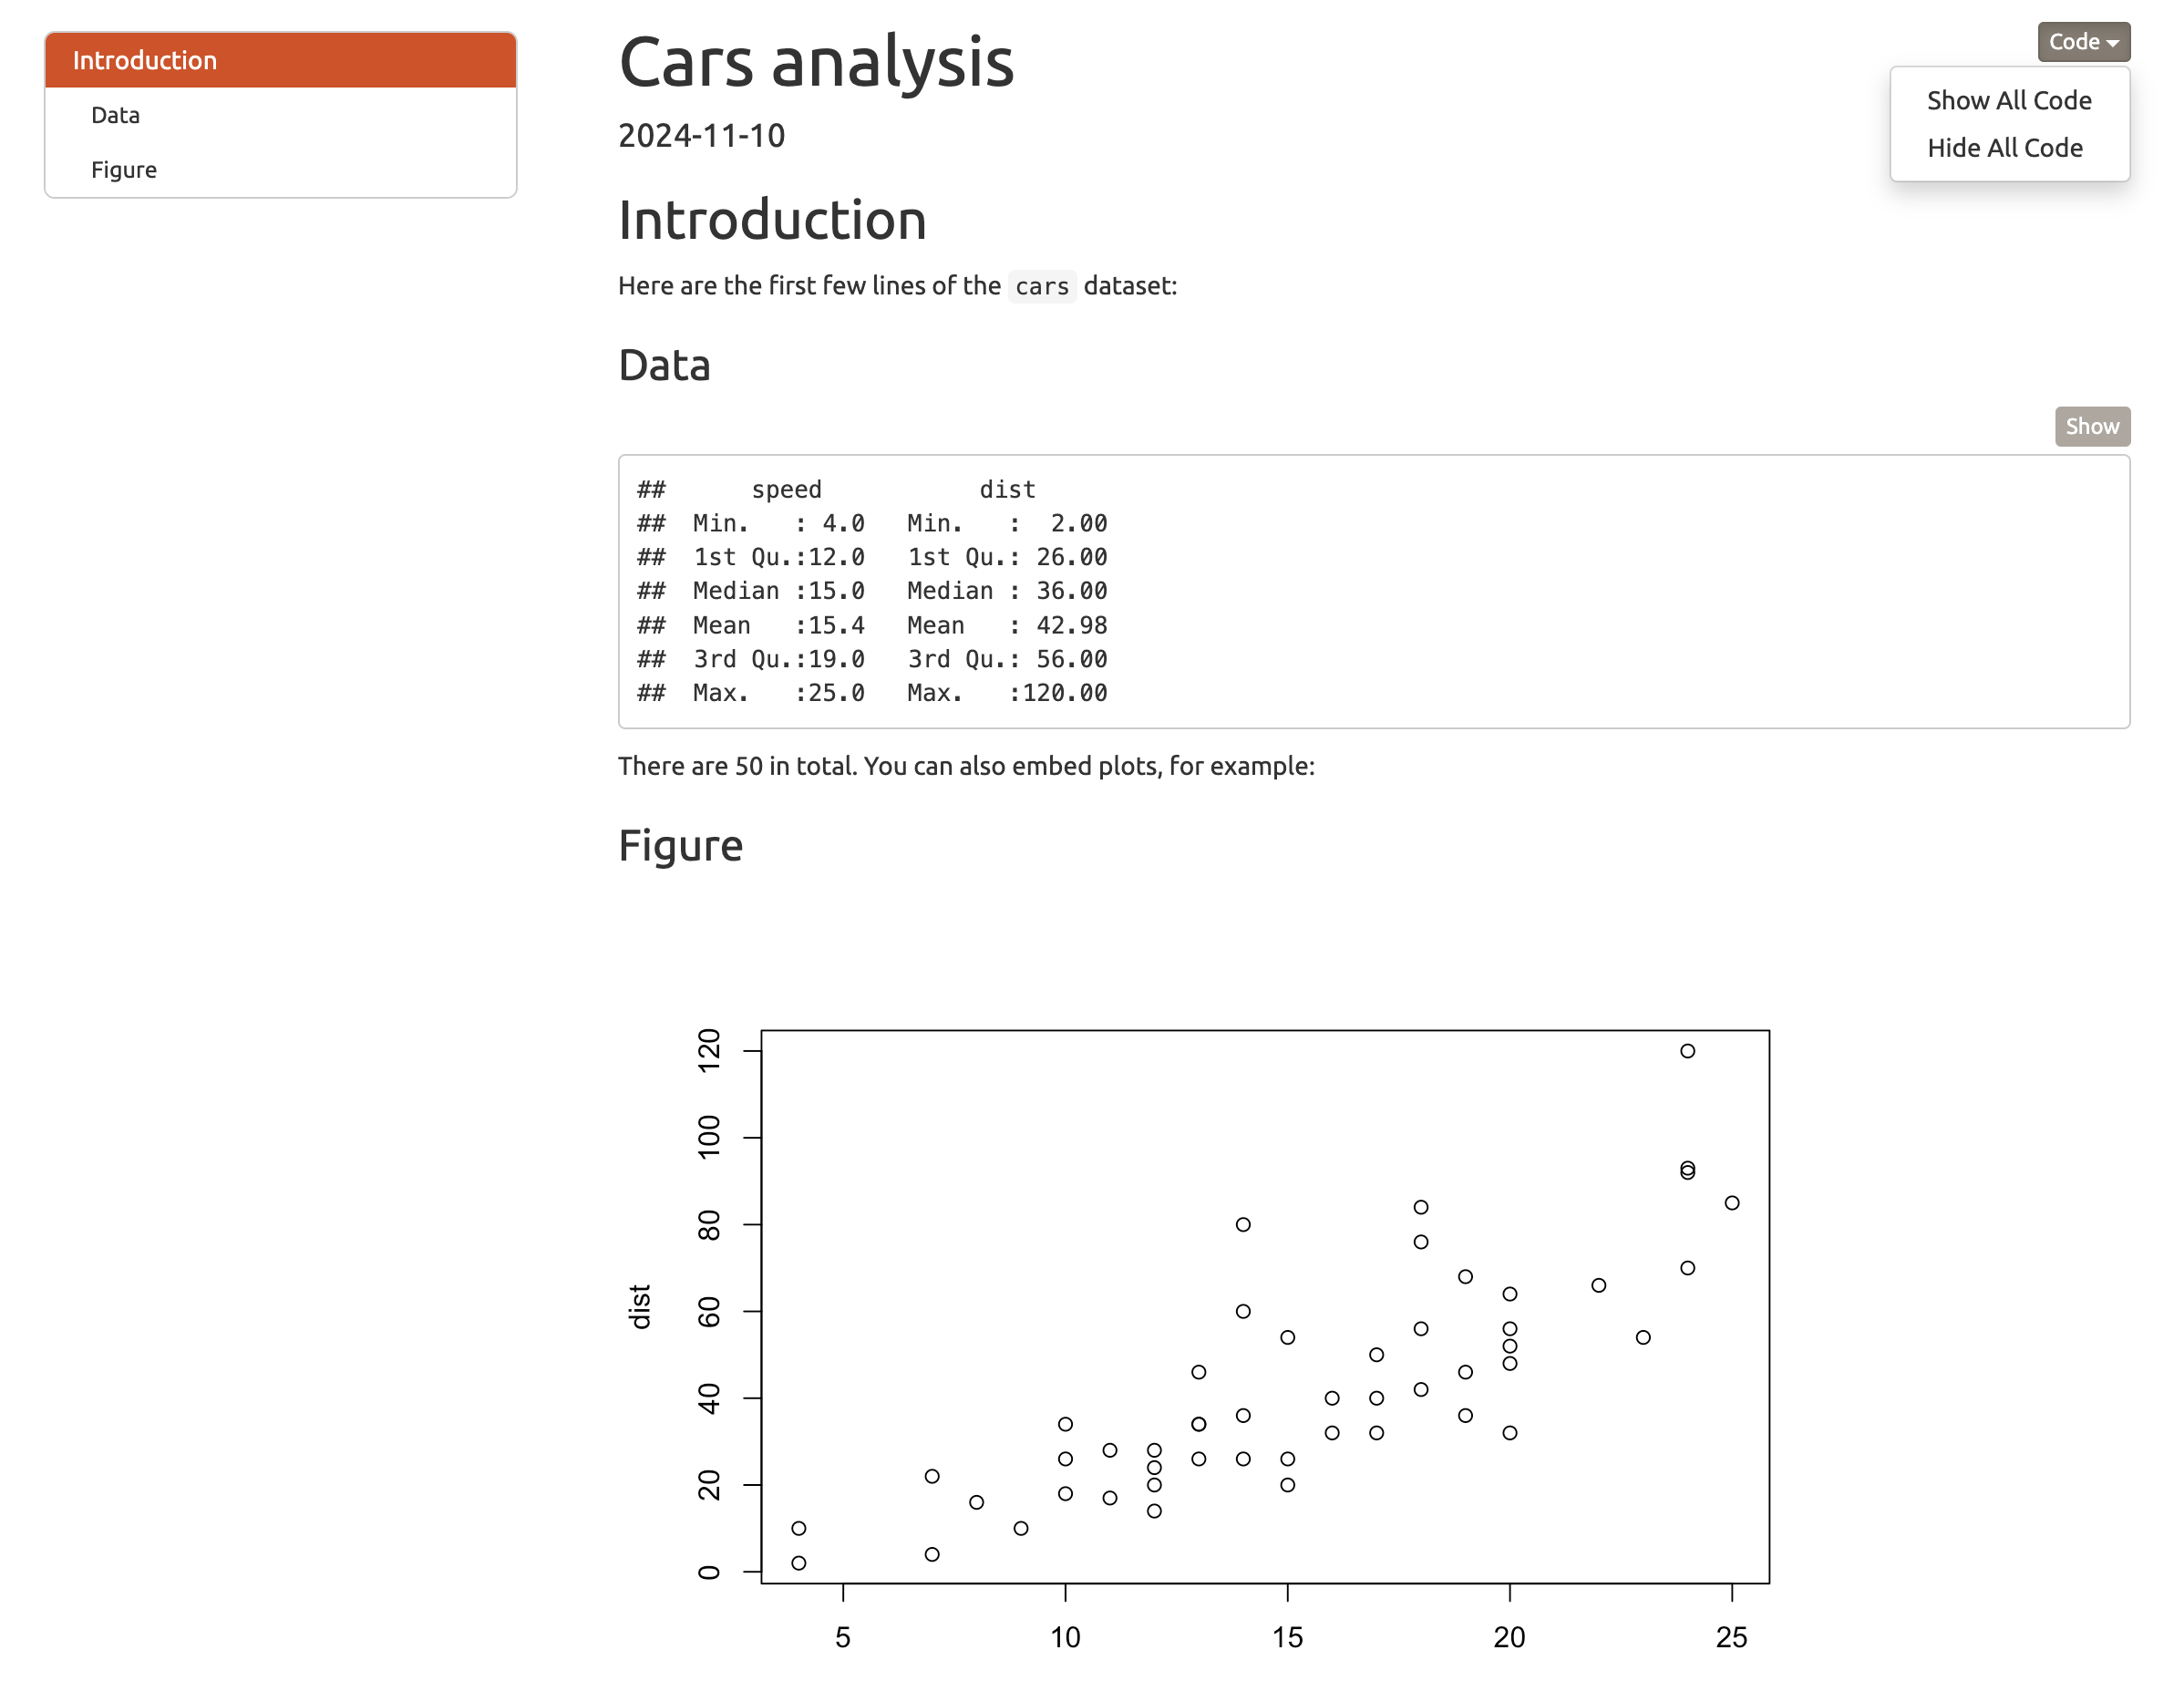 Introduction
Data
Figure
Cars analysis
2024-11-10
Code
Show All Code
Hide All Code
Introduction
Here are the first few lines of the cars dataset:
Data
Show
##      speed           dist
##  Min.   : 4.0   Min.   :  2.00
##  1st Qu.:12.0   1st Qu.: 26.00
##  Median :15.0   Median : 36.00
##  Mean   :15.4   Mean   : 42.98
##  3rd Qu.:19.0   3rd Qu.: 56.00
##  Max.   :25.0   Max.   :120.00
There are 50 in total. You can also embed plots, for example:
Figure
120
100
80
60
40
20
0
dist
5 10 15 20 25